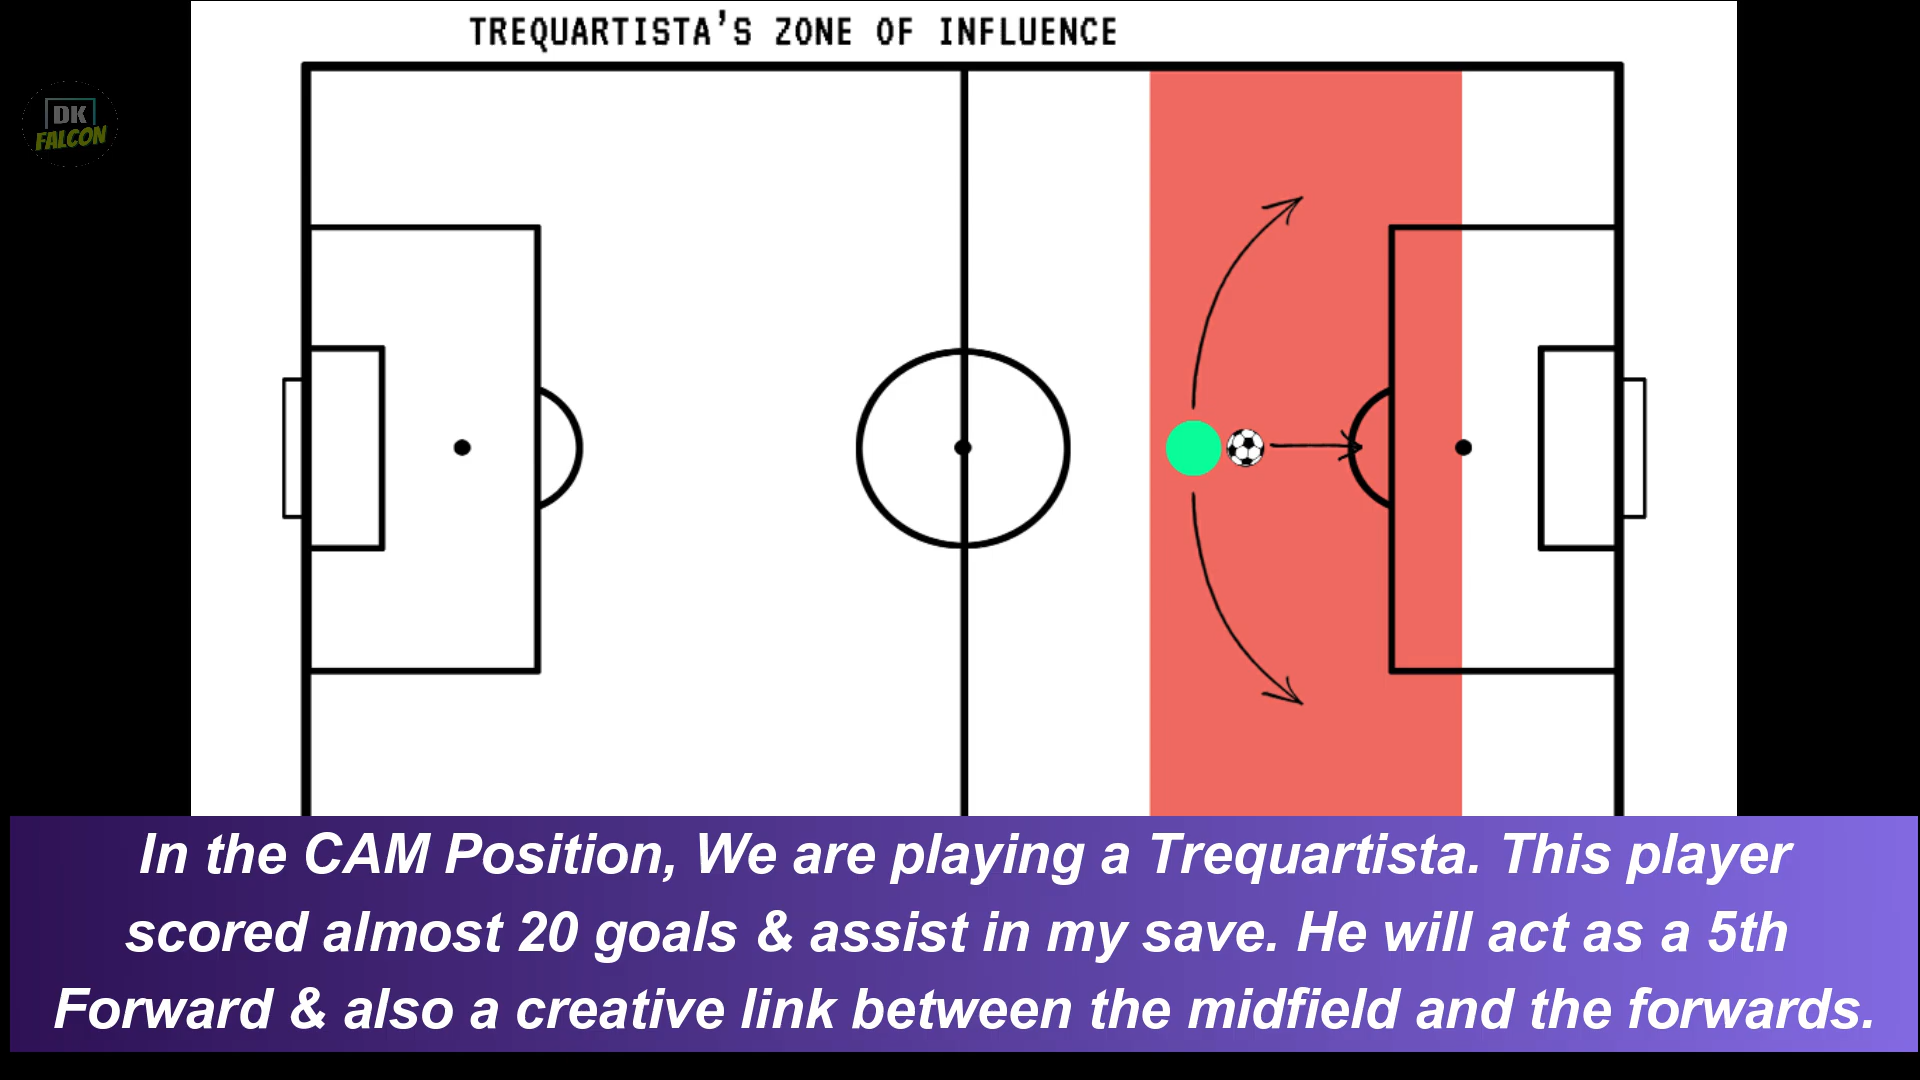 TREQUARTISTA'S ZONE OF INFLUENCE
DK
FALCON
In the CAM Position, We are playing a Trequartista. This player
scored almost 20 goals & assist in my save. He will act as a 5th
Forward & also a creative link between the midfield and the forwards.